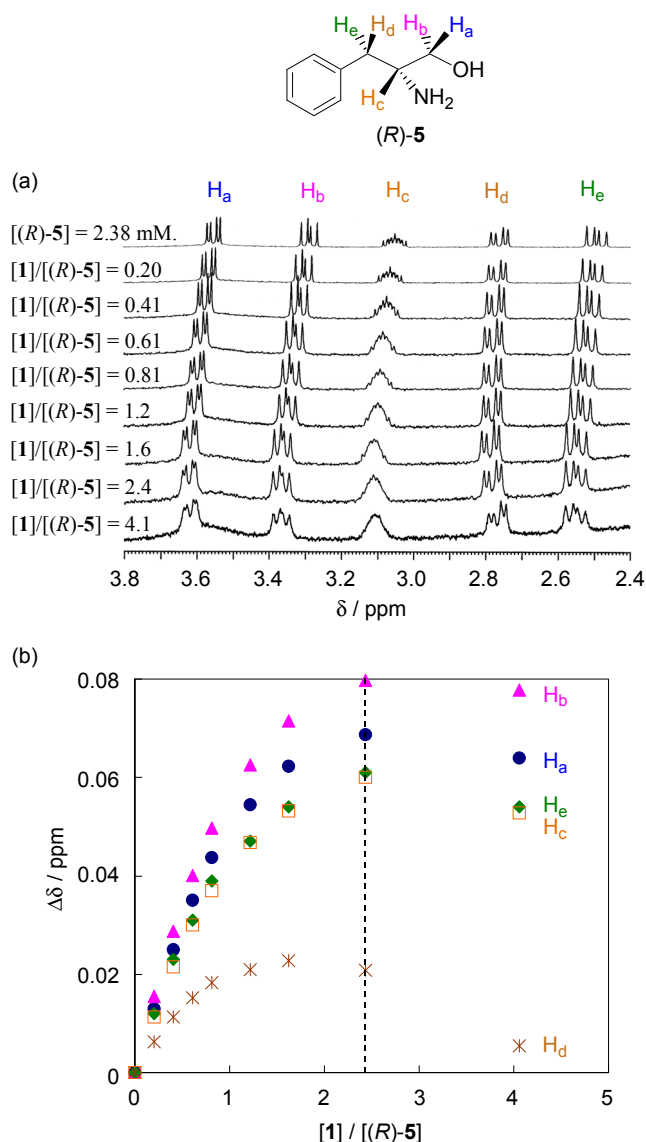 He Hd Hb Ha
OH
Hc NH2
(R)-5
(a)
Ha Hb Hc Hd He
[(R)-5] = 2.38 mM.
[1]/[(R)-5] = 0.20
[1]/[(R)-5] = 0.41
[1]/[(R)-5] = 0.61
[1]/[(R)-5] = 0.81
[1]/[(R)-5] = 1.2
[1]/[(R)-5] = 1.6
[1]/[(R)-5] = 2.4
[1]/[(R)-5] = 4.1
3.8 3.6 3.4 3.2 3.0 2.8 2.6 2.4
δ / ppm
(b)
0.08
Hb
Ha
0.06
He
Hc
Δδ / ppm
0.04
0.02
Hd
0
0 1 2 3 4 5
[1] / [(R)-5]